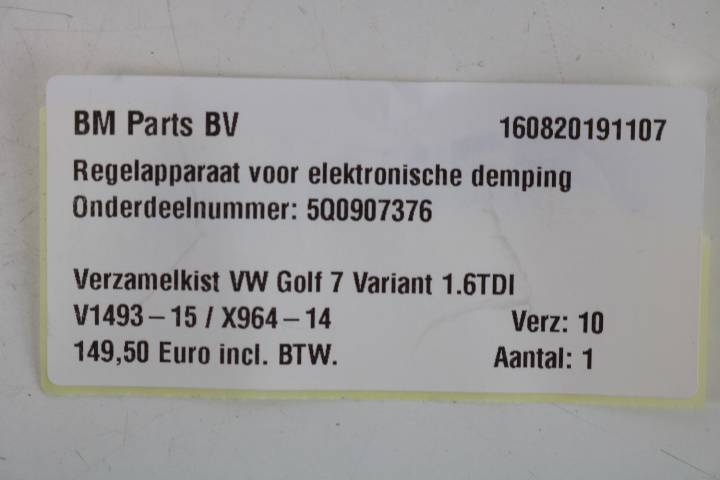 BM Parts BV 160820191107
Regelapparaat voor elektronische demping
Onderdeelnummer: 5Q0907376
Verzamelkist VW Golf 7 Variant 1.6TDI
V1493-15 / X964-14 Verz: 10
149,50 Euro incl. BTW. Aantal: 1